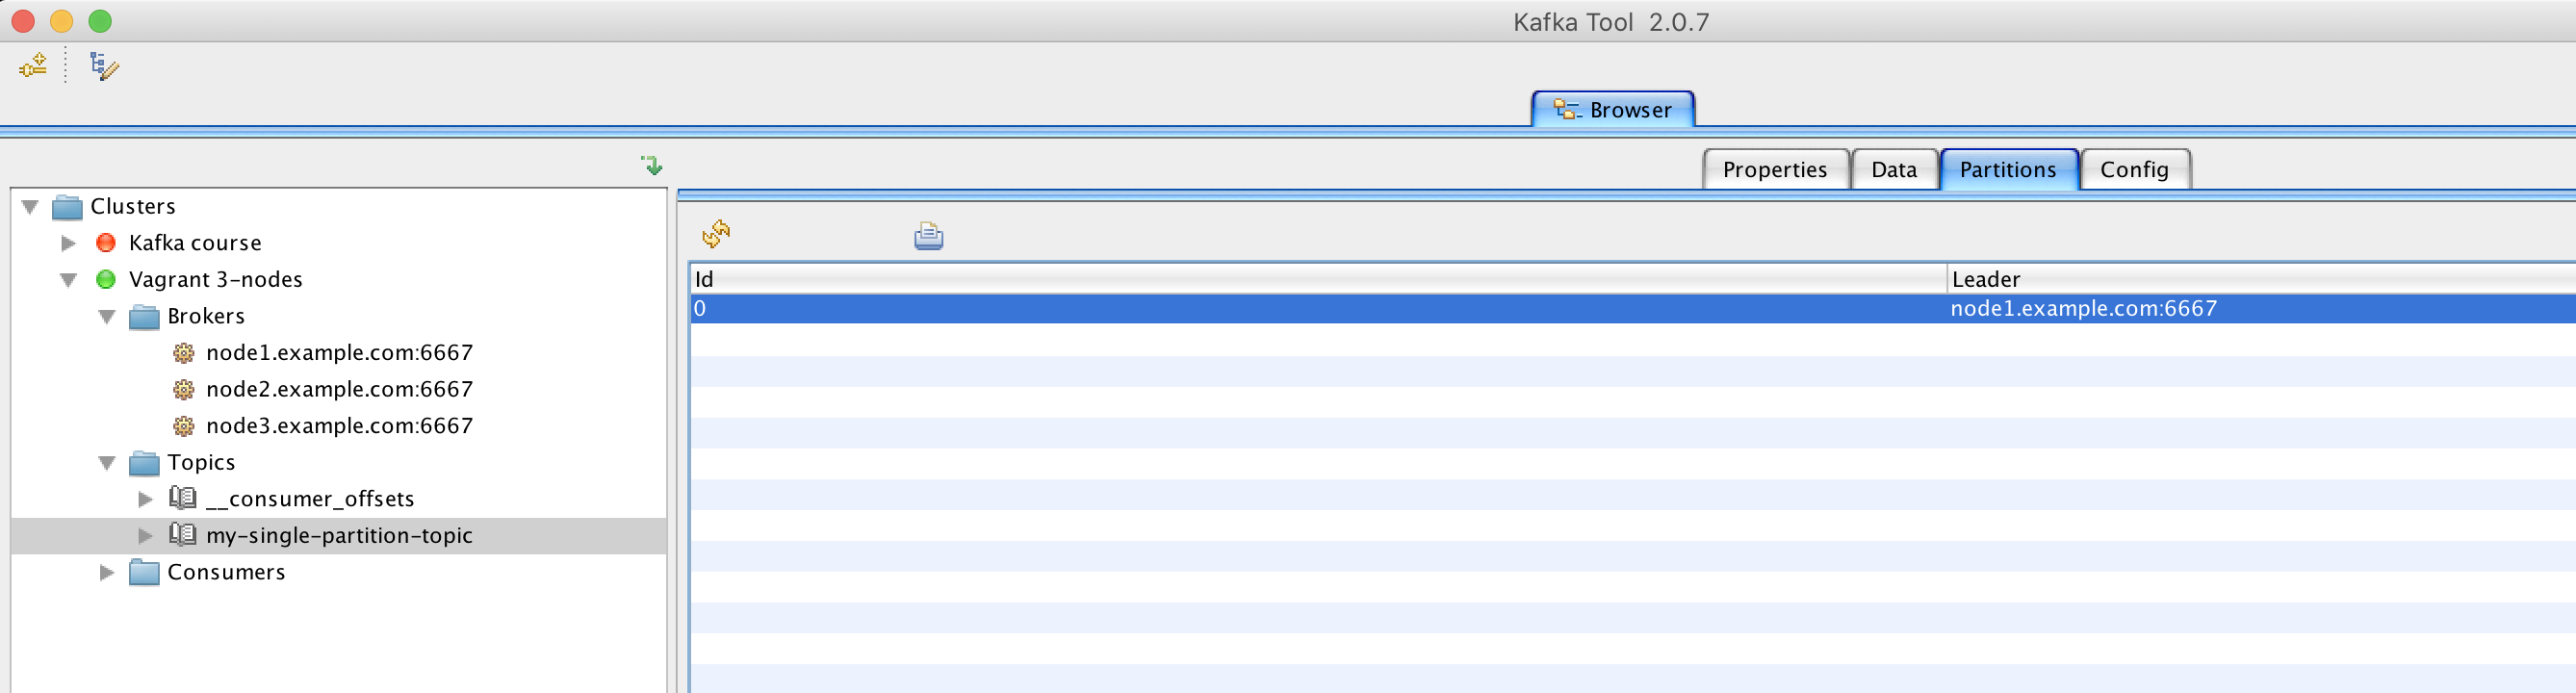 Kafka Tool 2.0.7
Browser
Properties Data Partitions Config
Clusters
Kafka course
Vagrant 3-nodes
Brokers
node1.example.com:6667
node2.example.com:6667
node3.example.com:6667
Topics
__consumer_offsets
my-single-partition-topic
Consumers
Id Leader
0 node1.example.com:6667